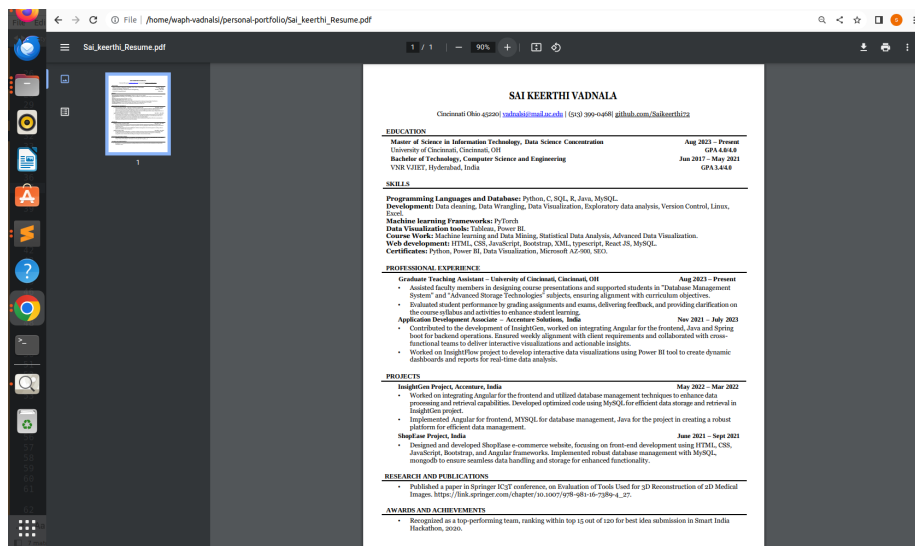 File | /home/waph-vadnalsi/personal-portfolio/Sai_keerthi_Resume.pdf
Sai_keerthi_Resume.pdf
1 / 1 | — 90% +
1
SAI KEERTHI VADNALA
Cincinnati Ohio 45220| vadnalsi@mail.uc.edu | (513) 399-0468| github.com/Saikeerthi72
EDUCATION
Master of Science in Information Technology, Data Science Concentration Aug 2023 – Present
University of Cincinnati, Cincinnati, OH GPA 4.0/4.0
Bachelor of Technology, Computer Science and Engineering Jun 2017 – May 2021
VNR VJIET, Hyderabad, India GPA 3.4/4.0
SKILLS
Programming Languages and Database: Python, C, SQL, R, Java, MySQL.
Development: Data cleaning, Data Wrangling, Data Visualization, Exploratory data analysis, Version Control, Linux,
Excel.
Machine learning Frameworks: PyTorch
Data Visualization tools: Tableau, Power BI.
Course Work: Machine learning and Data Mining, Statistical Data Analysis, Advanced Data Visualization.
Web development: HTML, CSS, JavaScript, Bootstrap, XML, typescript, React JS, MySQL.
Certificates: Python, Power BI, Data Visualization, Microsoft AZ-900, SEO.
PROFESSIONAL EXPERIENCE
Graduate Teaching Assistant – University of Cincinnati, Cincinnati, OH Aug 2023 – Present
• Assisted faculty members in designing course presentations and supported students in "Database Management
System" and "Advanced Storage Technologies" subjects, ensuring alignment with curriculum objectives.
• Evaluated student performance by grading assignments and exams, delivering feedback, and providing clarification on
the course syllabus and activities to enhance student learning.
Application Development Associate – Accenture Solutions, India Nov 2021 – July 2023
• Contributed to the development of InsightGen, worked on integrating Angular for the frontend, Java and Spring
boot for backend operations. Ensured weekly alignment with client requirements and collaborated with cross-
functional teams to deliver interactive visualizations and actionable insights.
• Worked on InsightFlow project to develop interactive data visualizations using Power BI tool to create dynamic
dashboards and reports for real-time data analysis.
PROJECTS
InsightGen Project, Accenture, India May 2022 – Mar 2022
• Worked on integrating Angular for the frontend and utilized database management techniques to enhance data
processing and retrieval capabilities. Developed optimized code using MySQL for efficient data storage and retrieval in
InsightGen project.
• Implemented Angular for frontend, MYSQL for database management, Java for the project in creating a robust
platform for efficient data management.
ShopEase Project, India June 2021 – Sept 2021
• Designed and developed ShopEase e-commerce website, focusing on front-end development using HTML, CSS,
JavaScript, Bootstrap, and Angular frameworks. Implemented robust database management with MySQL,
mongodb to ensure seamless data handling and storage for enhanced functionality.
RESEARCH AND PUBLICATIONS
• Published a paper in Springer IC3T conference, on Evaluation of Tools Used for 3D Reconstruction of 2D Medical
Images. https://link.springer.com/chapter/10.1007/978-981-16-7389-4_27.
AWARDS AND ACHIEVEMENTS
• Recognized as a top-performing team, ranking within top 15 out of 120 for best idea submission in Smart India
Hackathon, 2020.